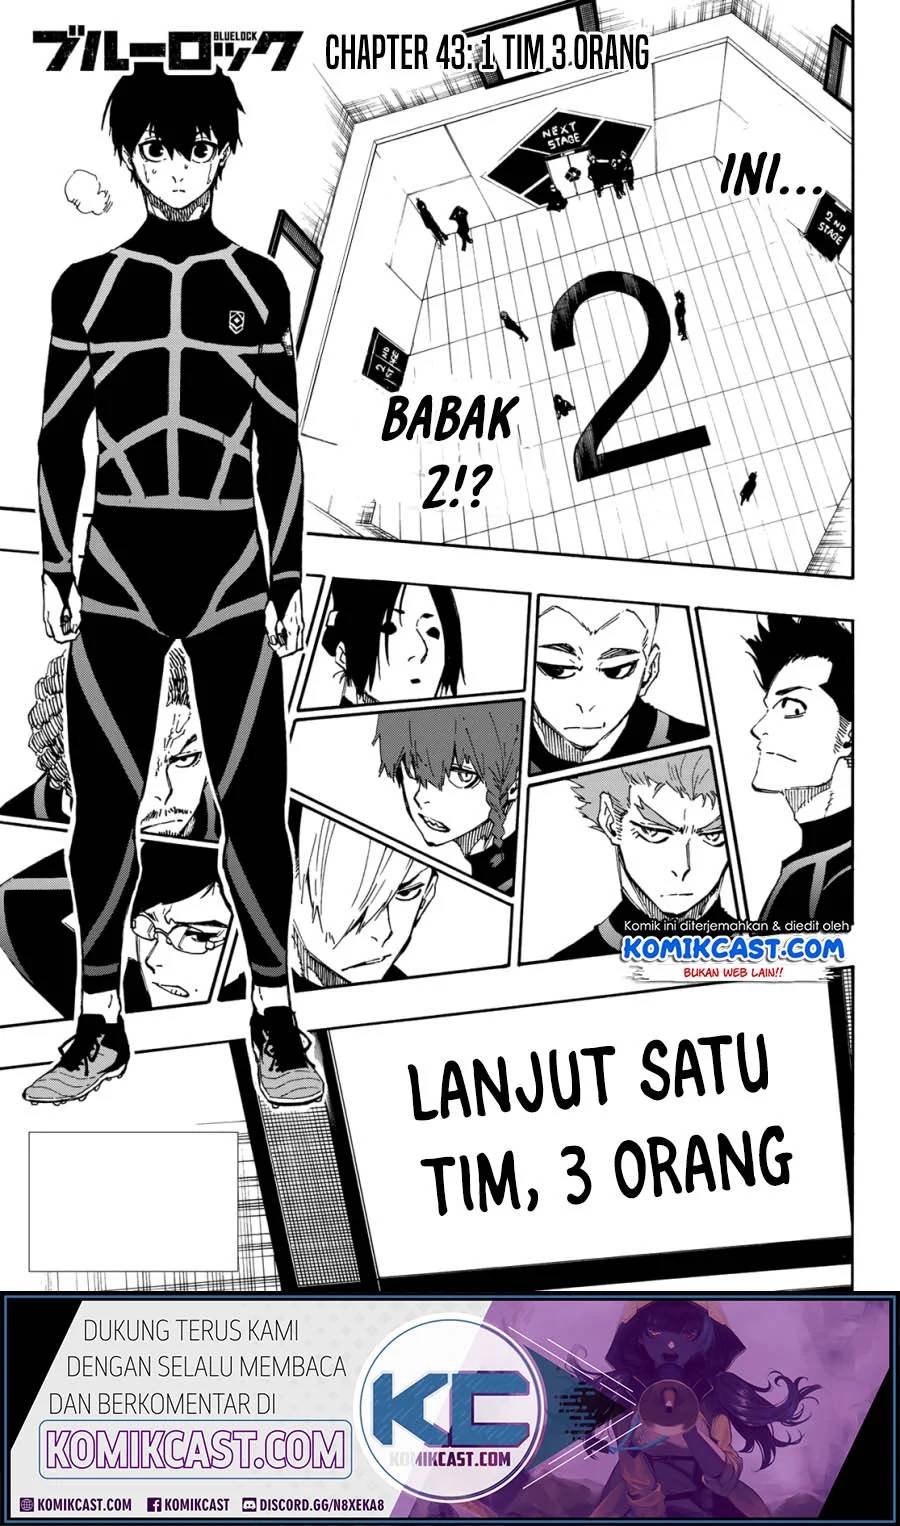 ブルーロック
BLUELOCK
CHAPTER 43: 1 TIM 3 ORANG
NEXT
STAGE
INI...
2ND
STAGE
2
2ND
BABAK
2!?
Komik ini diterjemahkan & diedit oleh
KOMIKCAST.COM
BUKAN WEB LAIN!!
LANJUT SATU
TIM, 3 ORANG
DUKUNG TERUS KAMI
DENGAN SELALU MEMBACA
DAN BERKOMENTAR DI
KOMIKCAST.COM
KC
KOMIKCAST.COM
KOMIKCAST.COM
KOMIKCAST
DISCORD.GG/N8XEKA8